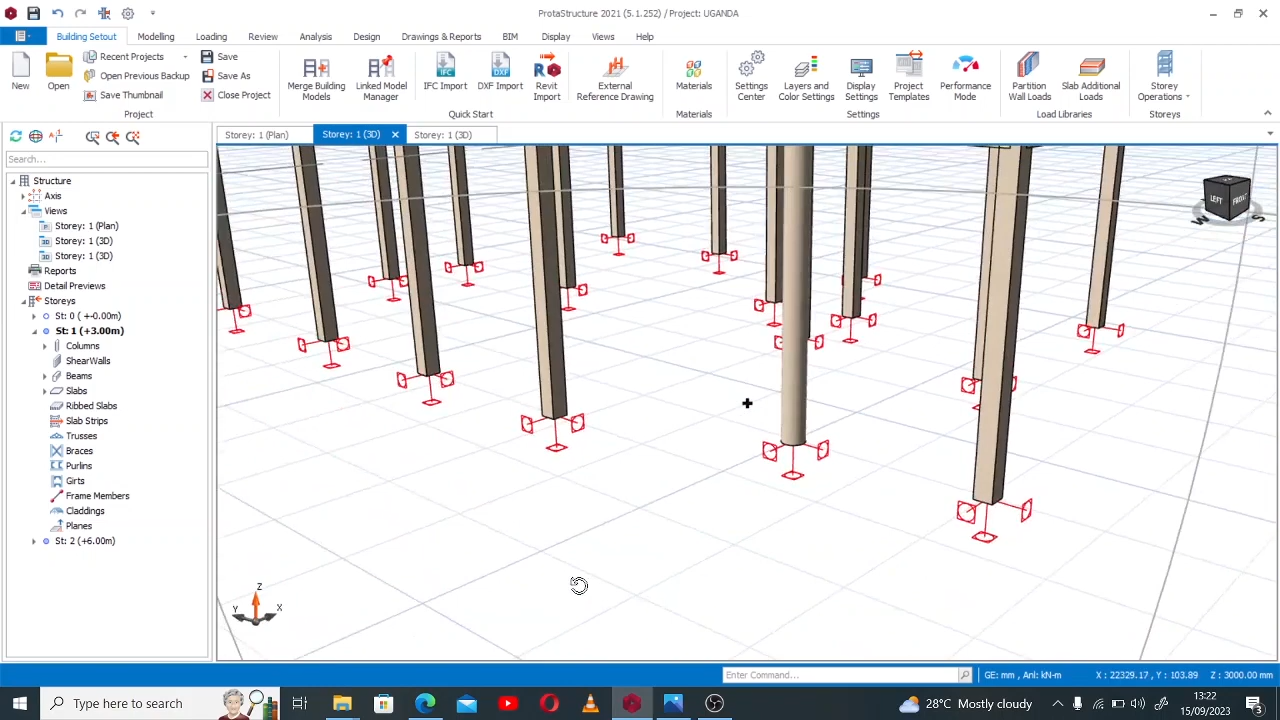 ProtaStructure 2021 (5.1.252) / Project: UGANDA
Building Setout Modelling Loading Review Analysis Design Drawings & Reports BIM Display Views Help
New
Open
Recent Projects
Open Previous Backup
Save Thumbnail
Save
Save As
Close Project
Project
Merge Building Models
Linked Model Manager
IFC Import
DXF Import
Revit Import
External Reference Drawing
Quick Start
Materials
Materials
Settings Center
Layers and Color Settings
Display Settings
Project Templates
Performance Mode
Settings
Partition Wall Loads
Slab Additional Loads
Load Libraries
Storey Operations
Storeys
Storey: 1 (Plan)
Storey: 1 (3D)
Storey: 1 (3D)
Search...
Structure
Axis
Views
Storey: 1 (Plan)
Storey: 1 (3D)
Storey: 1 (3D)
Reports
Detail Previews
Storeys
St: 0 ( +-0.00m)
St: 1 (+3.00m)
Columns
ShearWalls
Beams
Slabs
Ribbed Slabs
Slab Strips
Trusses
Braces
Purlins
Girts
Frame Members
Claddings
Planes
St: 2 (+6.00m)
LEFT
FRONT
W
S
Z
Y
X
Enter Command...
GE: mm , Anl: kN-m
X : 22329.17 , Y : 103.89
Z : 3000.00 mm
Type here to search
28°C Mostly cloudy
13:22
15/09/2023